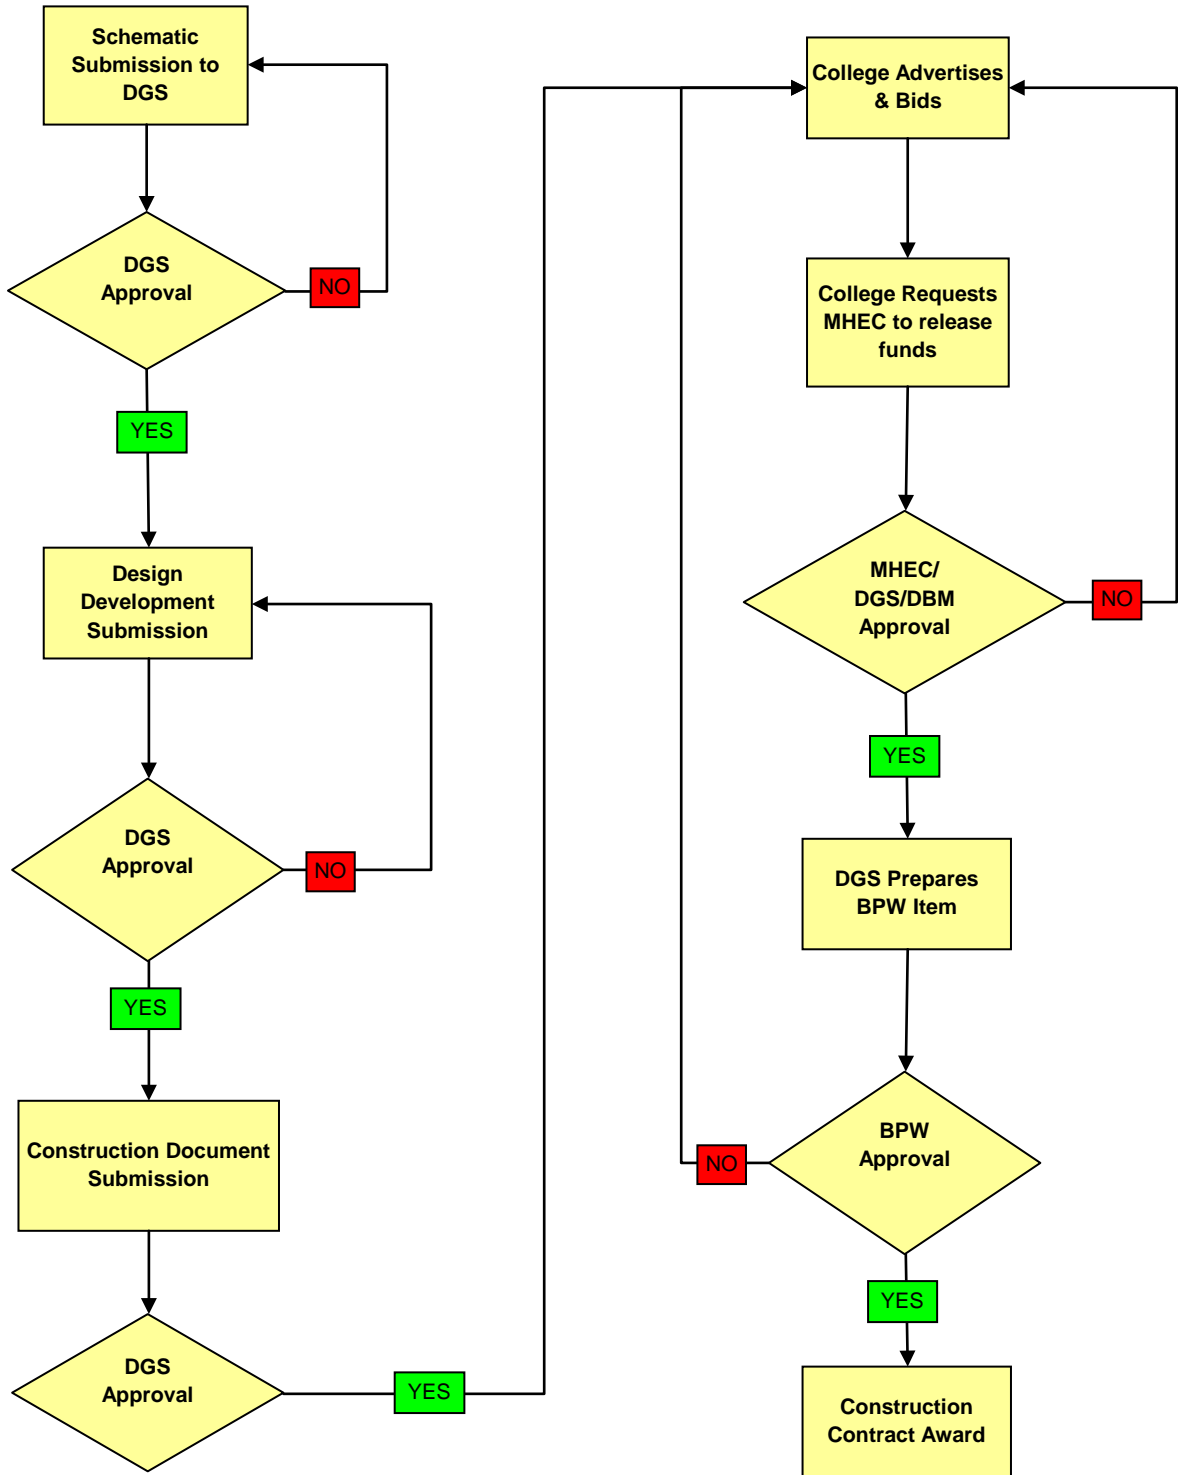 Schematic
Submission to
DGS
DGS
Approval
NO
YES
Design
Development
Submission
DGS
Approval
NO
YES
Construction Document
Submission
DGS
Approval
YES
College Advertises
& Bids
College Requests
MHEC to release
funds
MHEC/
DGS/DBM
Approval
NO
YES
DGS Prepares
BPW Item
BPW
Approval
NO
YES
Construction
Contract Award